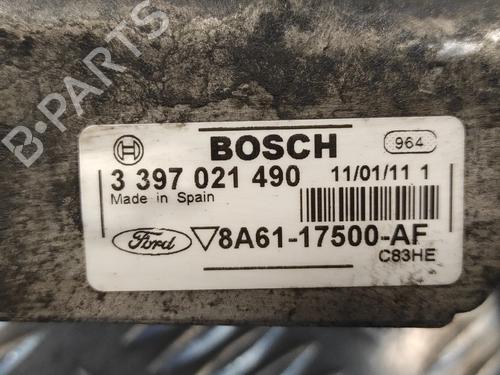 B-PARTS
BOSCH
964
3 397 021 490
11/01/11 1
Made in Spain
Ford
8A61-17500-AF
C83HE